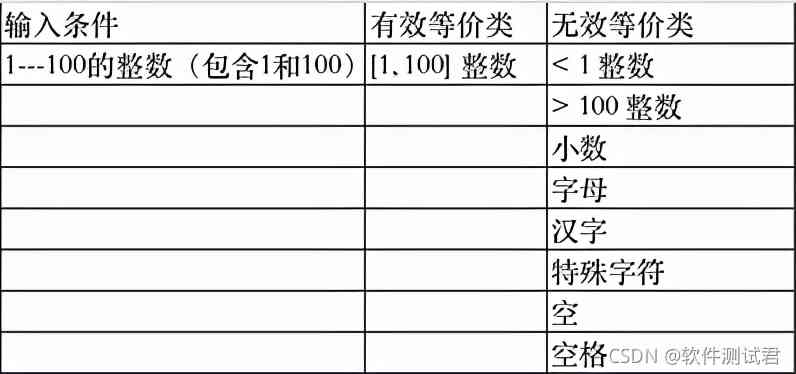 输入条件 有效等价类 无效等价类
1---100的整数（包含1和100） [1、100] 整数 < 1 整数
> 100 整数
小数
字母
汉字
特殊字符
空
空格
CSDN @软件测试君